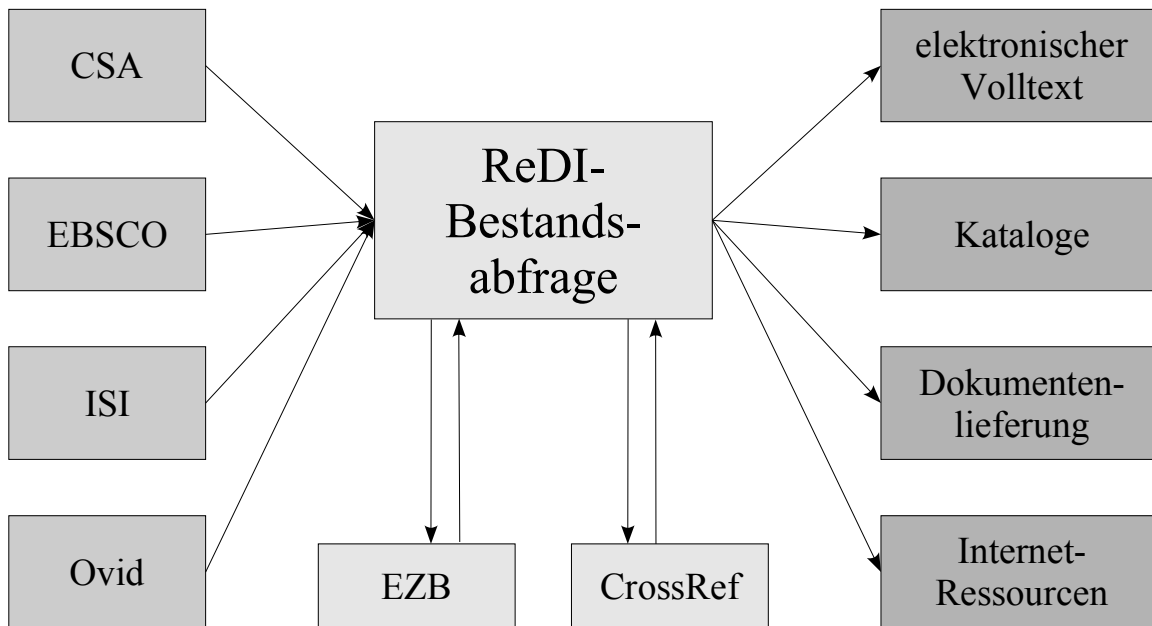 CSA
EBSCO
ISI
Ovid
ReDI-
Bestands-
abfrage
EZB
CrossRef
elektronischer
Volltext
Kataloge
Dokumenten-
lieferung
Internet-
Ressourcen